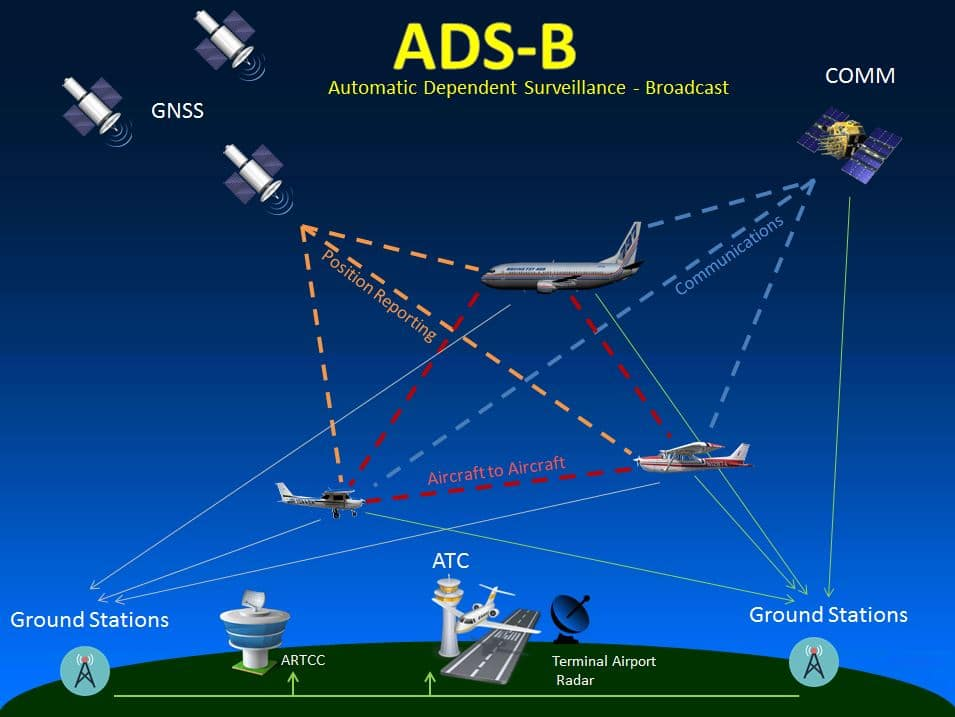 ADS-B
Automatic Dependent Surveillance - Broadcast
COMM
GNSS
Communications
Position Reporting
Aircraft to Aircraft
ATC
Ground Stations
Ground Stations
ARTCC
Terminal Airport
Radar